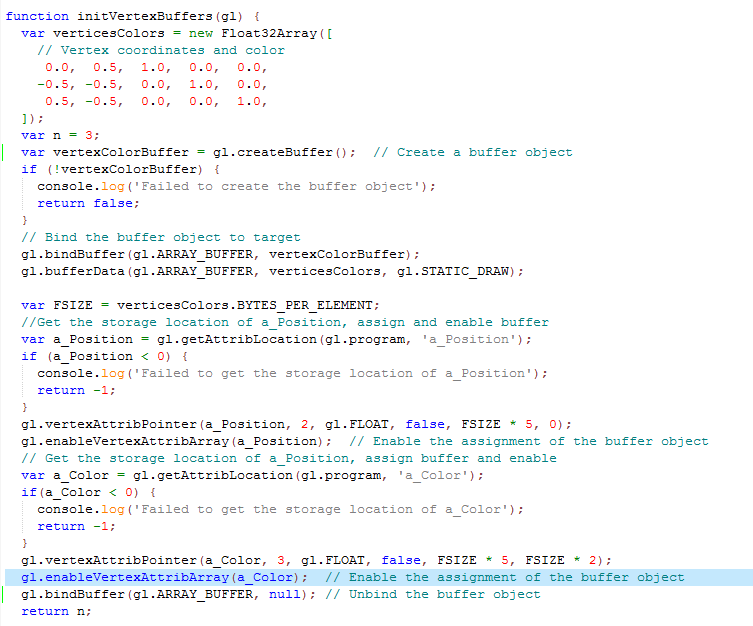 function initVertexBuffers(gl) {
  var verticesColors = new Float32Array([
    // Vertex coordinates and color
     0.0,  0.5,  1.0,  0.0,  0.0,
    -0.5, -0.5,  0.0,  1.0,  0.0,
     0.5, -0.5,  0.0,  0.0,  1.0,
  ]);
  var n = 3;
  var vertexColorBuffer = gl.createBuffer();  // Create a buffer object
  if (!vertexColorBuffer) {
    console.log('Failed to create the buffer object');
    return false;
  }
  // Bind the buffer object to target
  gl.bindBuffer(gl.ARRAY_BUFFER, vertexColorBuffer);
  gl.bufferData(gl.ARRAY_BUFFER, verticesColors, gl.STATIC_DRAW);

  var FSIZE = verticesColors.BYTES_PER_ELEMENT;
  //Get the storage location of a_Position, assign and enable buffer
  var a_Position = gl.getAttribLocation(gl.program, 'a_Position');
  if (a_Position < 0) {
    console.log('Failed to get the storage location of a_Position');
    return -1;
  }
  gl.vertexAttribPointer(a_Position, 2, gl.FLOAT, false, FSIZE * 5, 0);
  gl.enableVertexAttribArray(a_Position);  // Enable the assignment of the buffer object
  // Get the storage location of a_Position, assign buffer and enable
  var a_Color = gl.getAttribLocation(gl.program, 'a_Color');
  if(a_Color < 0) {
    console.log('Failed to get the storage location of a_Color');
    return -1;
  }
  gl.vertexAttribPointer(a_Color, 3, gl.FLOAT, false, FSIZE * 5, FSIZE * 2);
  gl.enableVertexAttribArray(a_Color);  // Enable the assignment of the buffer object
  gl.bindBuffer(gl.ARRAY_BUFFER, null); // Unbind the buffer object
  return n;